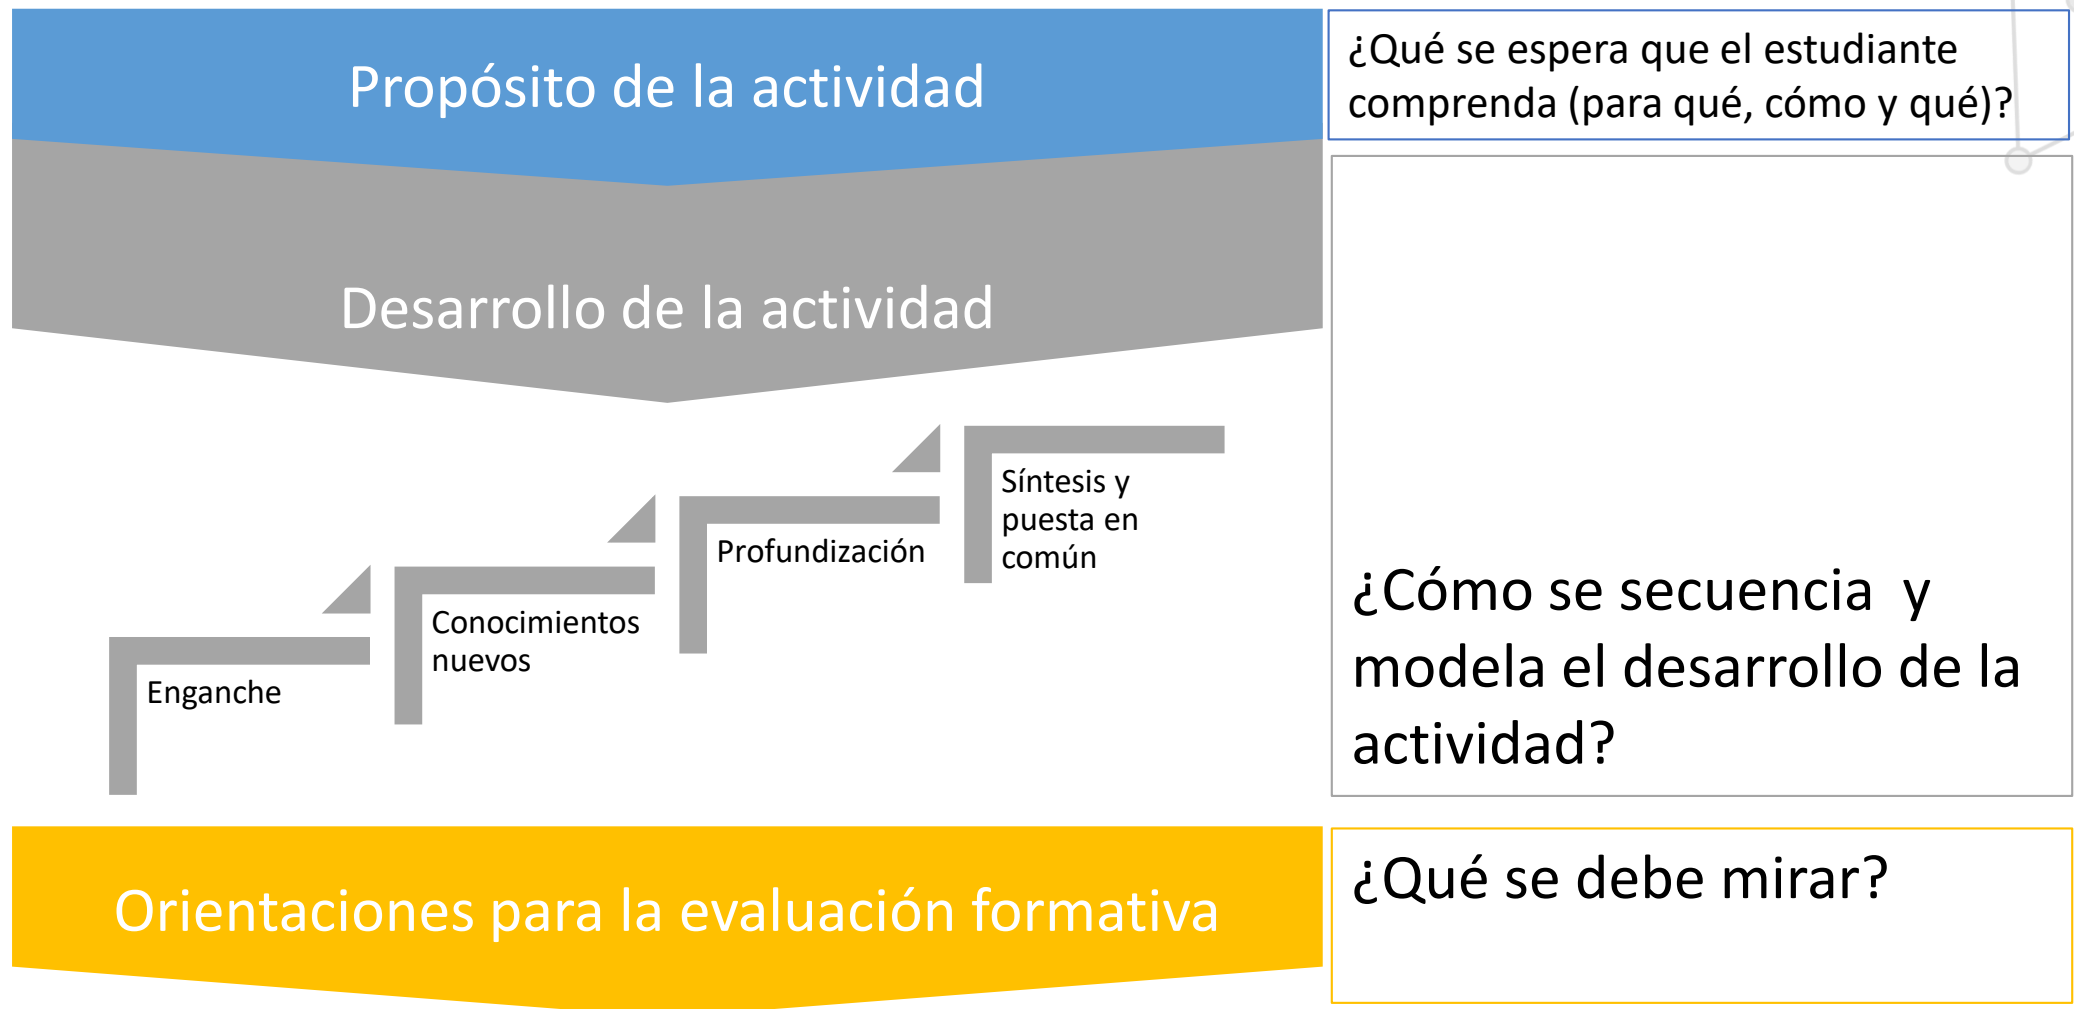 Propósito de la actividad
¿Qué se espera que el estudiante
comprenda (para qué, cómo y qué)?
Desarrollo de la actividad
Enganche
Conocimientos
nuevos
Profundización
Síntesis y
puesta en
común
¿Cómo se secuencia y
modela el desarrollo de la
actividad?
Orientaciones para la evaluación formativa
¿Qué se debe mirar?